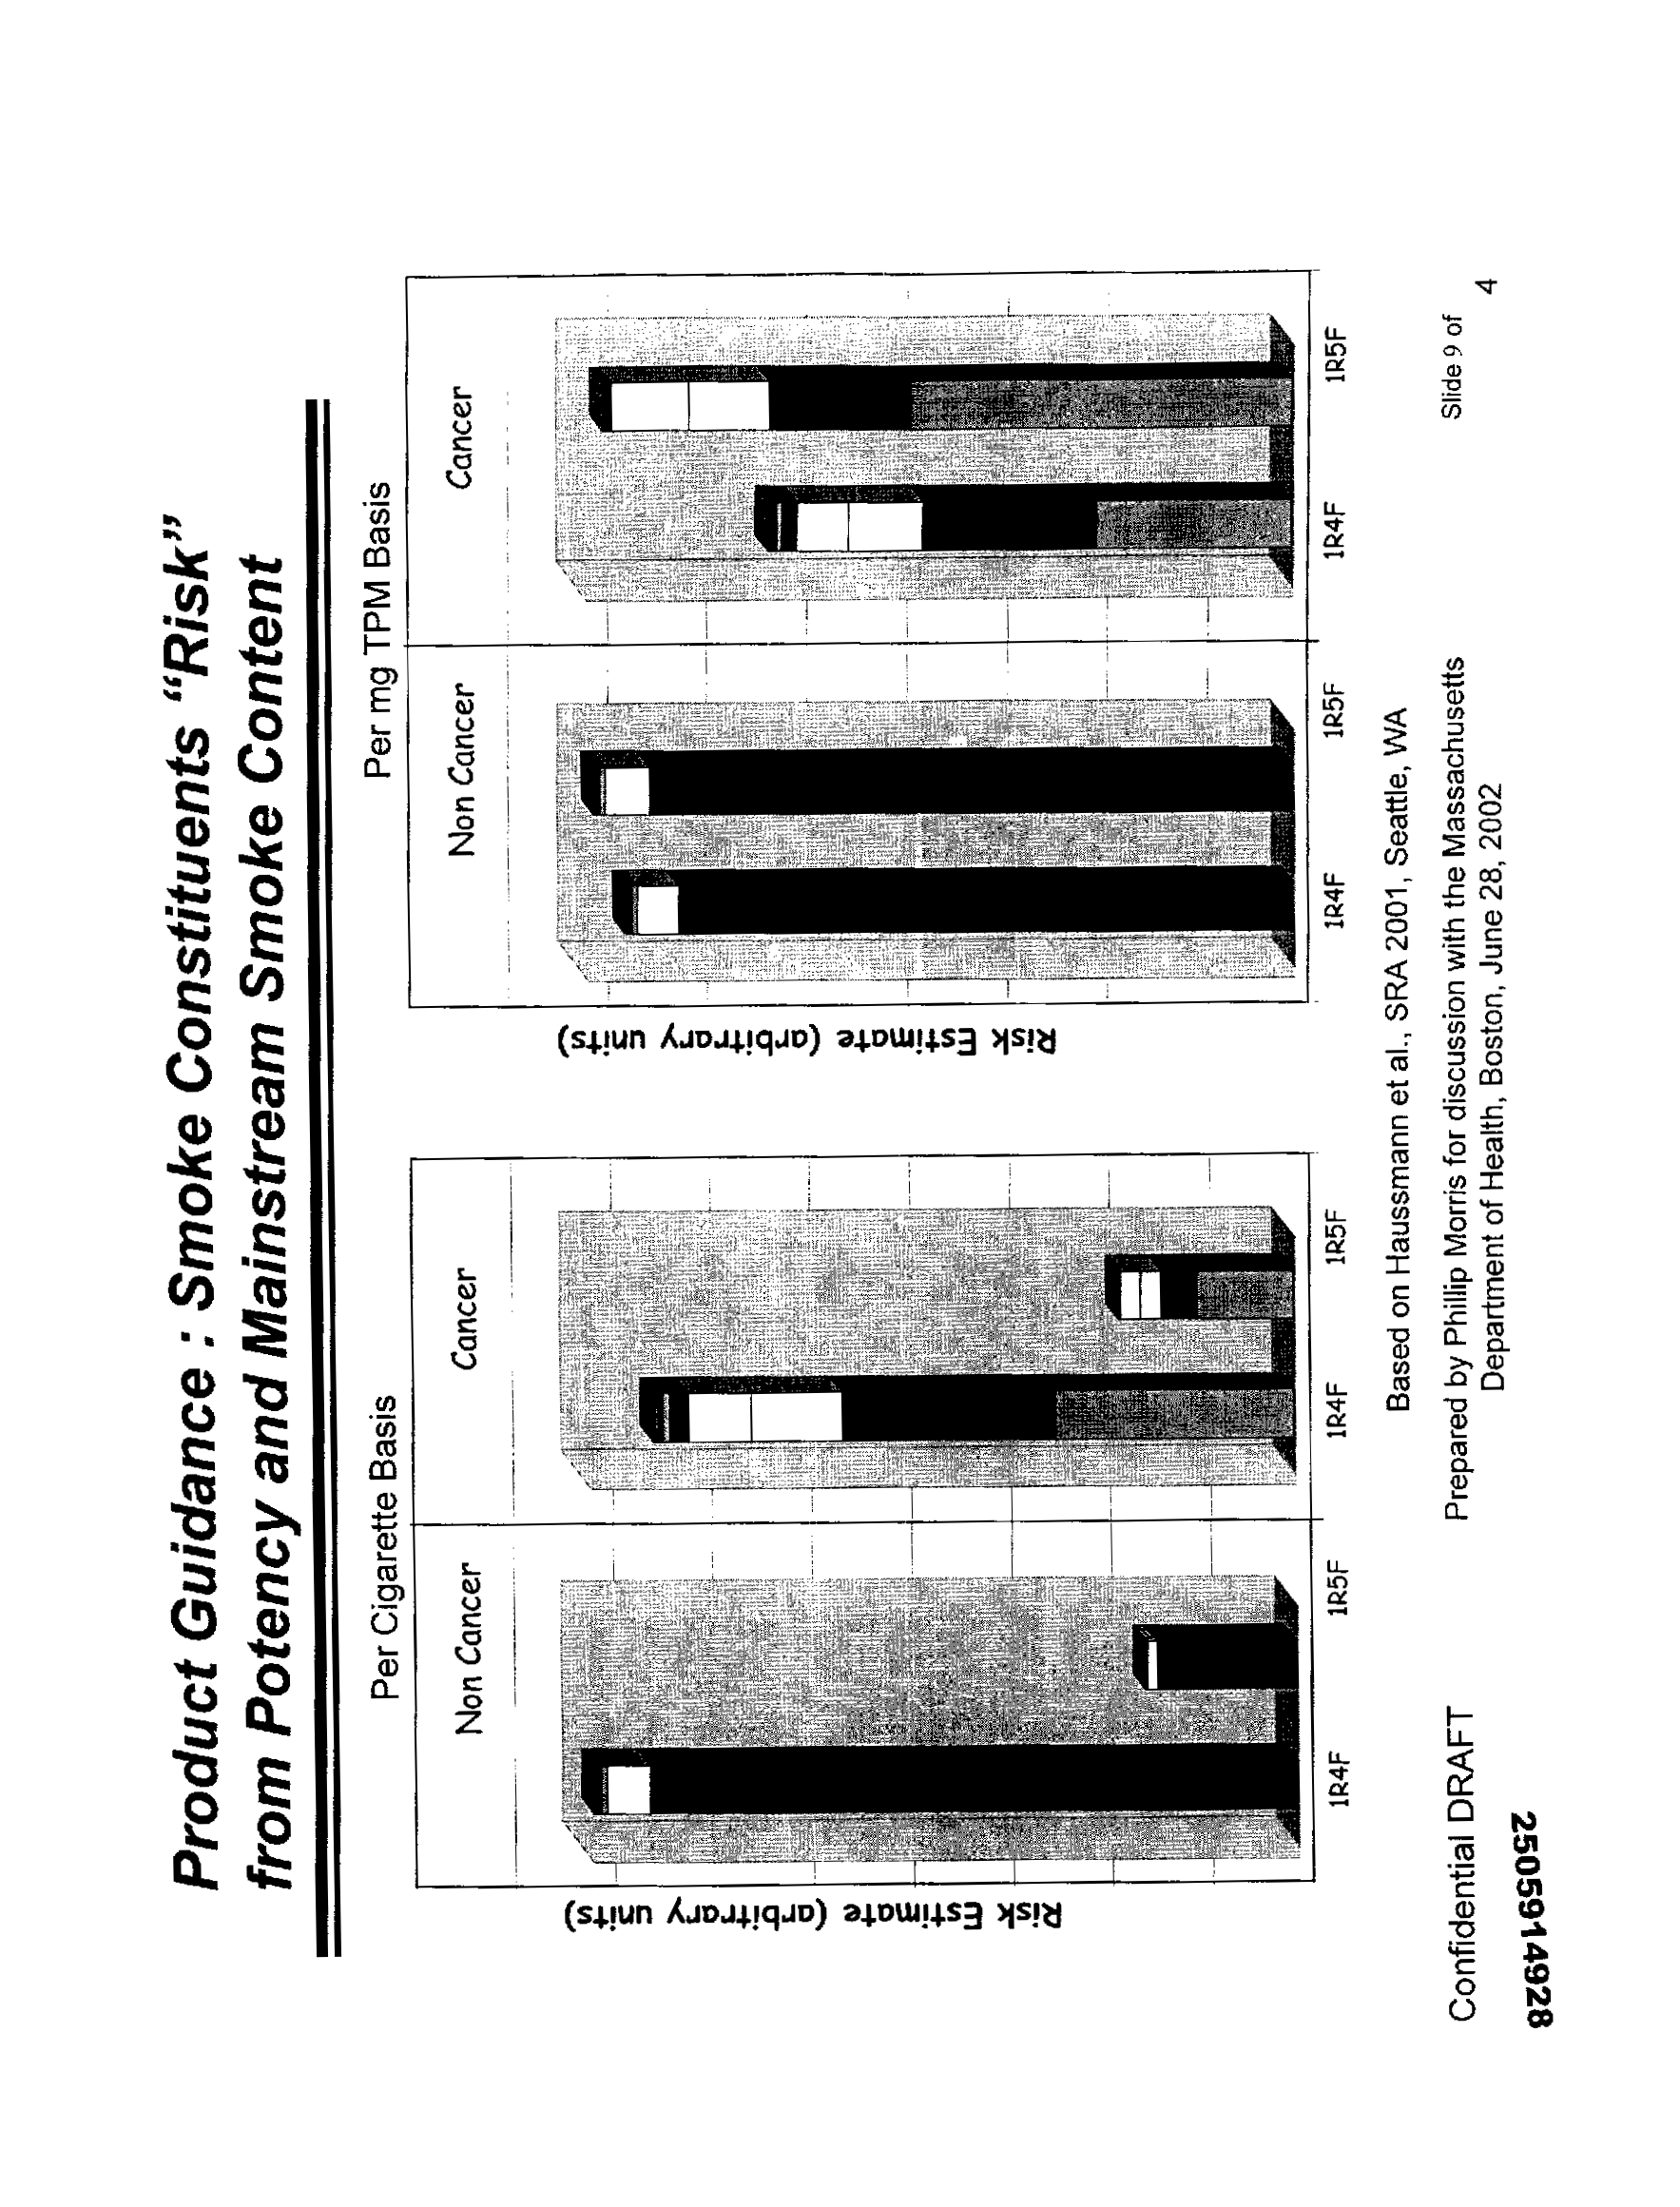 Product Guidance : Smoke Constituents “Risk”
from Potency and Mainstream Smoke Content
Per Cigarette Basis
Non Cancer
Cancer
Risk Estimate (arbitrary units)
1R4F
1R5F
1R4F
1R5F
Per mg TPM Basis
Non Cancer
Cancer
Risk Estimate (arbitrary units)
1R4F
1R5F
1R4F
1R5F
Based on Haussmann et al., SRA 2001, Seattle, WA
Confidential DRAFT
Prepared by Phillip Morris for discussion with the Massachusetts
Department of Health, Boston, June 28, 2002
Slide 9 of
4
2505914928